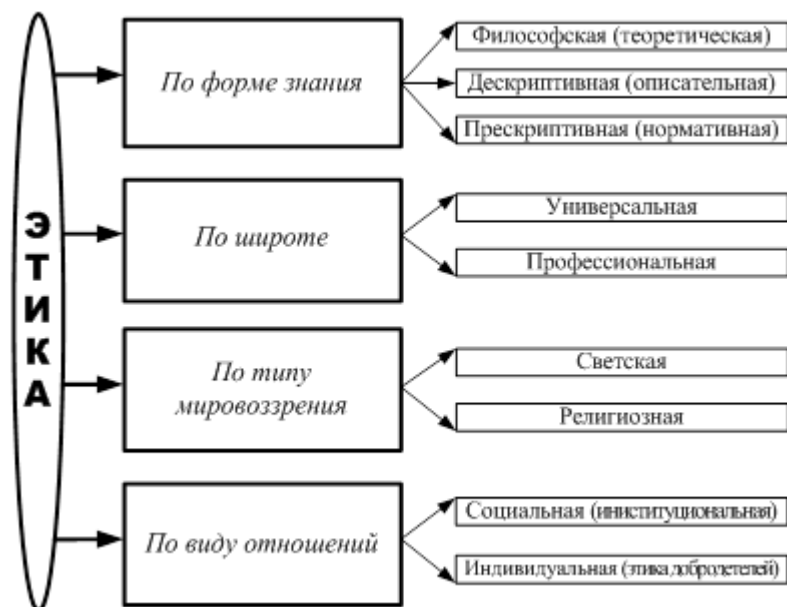 ЭТИКА
По форме знания
Философская (теоретическая)
Дескриптивная (описательная)
Прескриптивная (нормативная)
По широте
Универсальная
Профессиональная
По типу
мировоззрения
Светская
Религиозная
По виду отношений
Социальная (иниституциональная)
Индивидуальная (этика добродетелей)